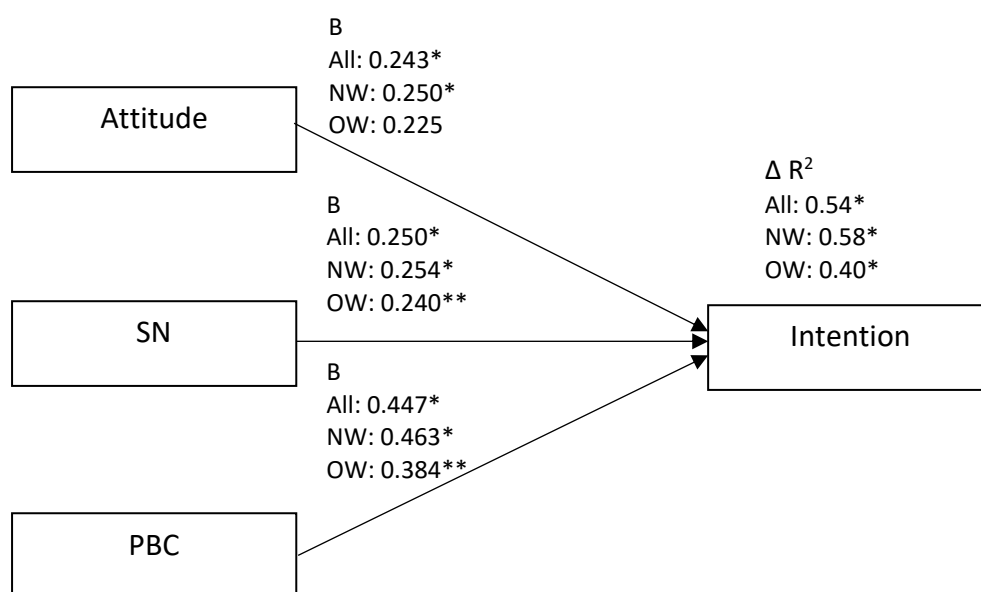 B
All: 0.243*
NW: 0.250*
OW: 0.225
Attitude
Δ R²
All: 0.54*
NW: 0.58*
OW: 0.40*
B
All: 0.250*
NW: 0.254*
OW: 0.240**
SN
Intention
B
All: 0.447*
NW: 0.463*
OW: 0.384**
PBC